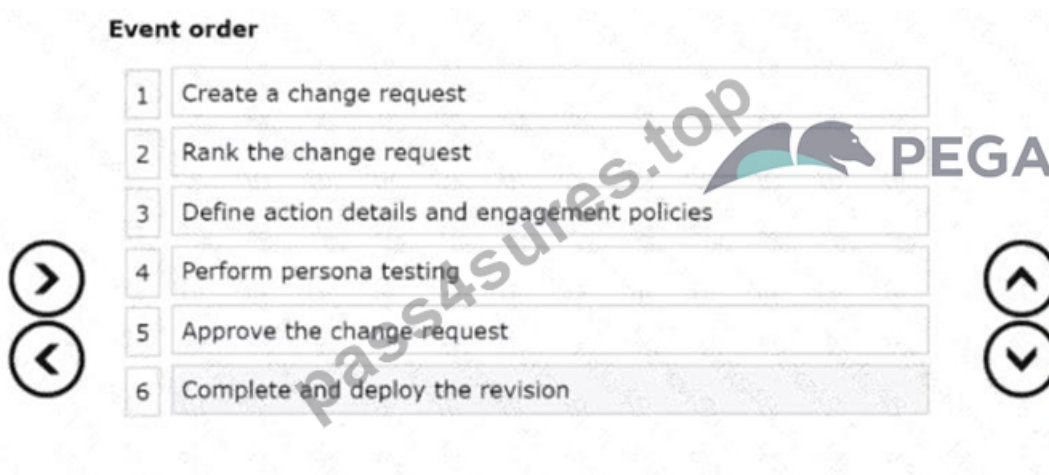 Event order
1 Create a change request
2 Rank the change request
3 Define action details and engagement policies
4 Perform persona testing
5 Approve the change request
6 Complete and deploy the revision
pass4sures.top
PEGA